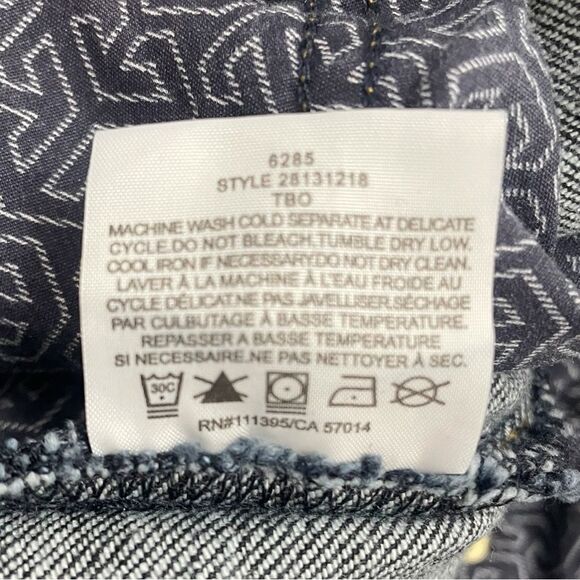 6285
STYLE 28131218
TBO
MACHINE WASH COLD SEPARATE AT DELICATE
CYCLE.DO NOT BLEACH.TUMBLE DRY LOW.
COOL IRON IF NECESSARY.DO NOT DRY CLEAN.
LAVER À LA MACHINE À L'EAU FROIDE AU
CYCLE DÉLICAT.NE PAS JAVELLISER.SÉCHAGE
PAR CULBUTAGE À BASSE TEMPERATURE.
REPASSER A BASSE TEMPERATURE
SI NECESSAIRE.NE PAS NETTOYER À SEC.
30C
RN#111395/CA 57014